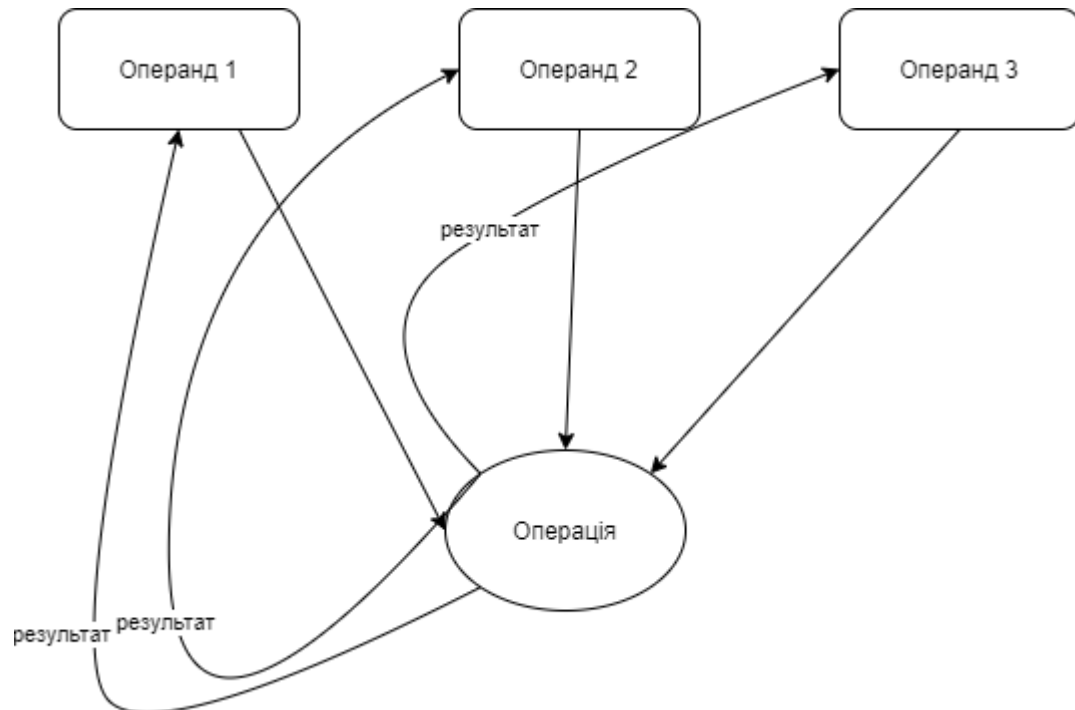 Операнд 1
Операнд 2
Операнд 3
результат
Операція
результат
результат